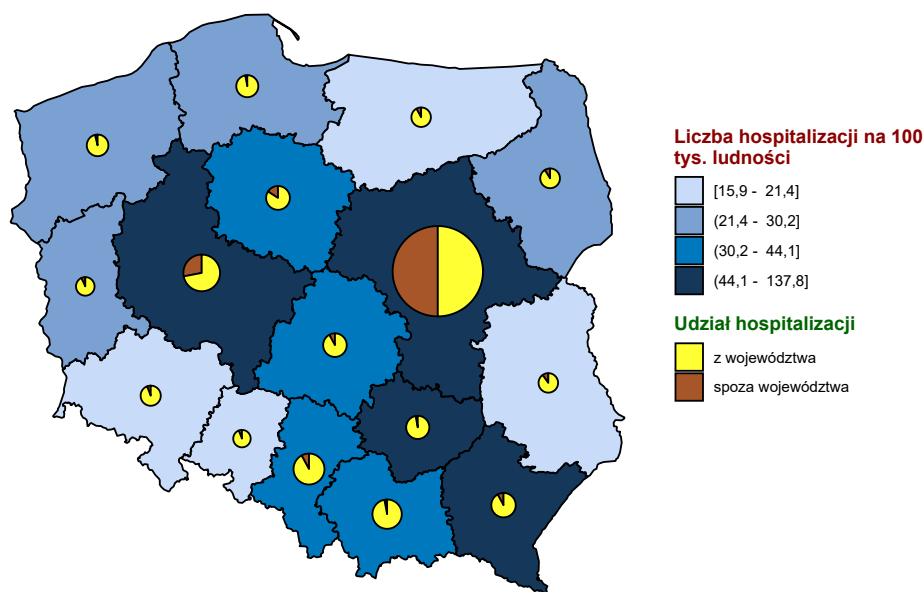 Liczba hospitalizacji na 100
tys. ludności
[15,9 - 21,4]
(21,4 - 30,2]
(30,2 - 44,1]
(44,1 - 137,8]
Udział hospitalizacji
z województwa
spoza województwa